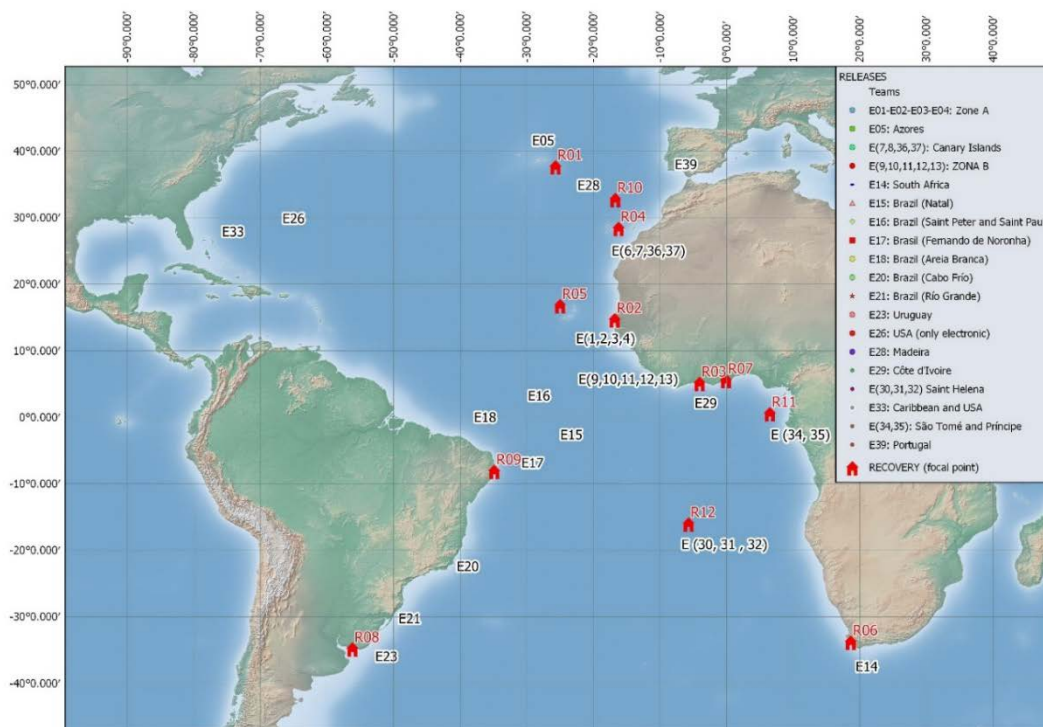 -90°0.000′ -80°0.000′ -70°0.000′ -60°0.000′ -50°0.000′ -40°0.000′ -30°0.000′ -20°0.000′ -10°0.000′ 0°0.000′ 10°0.000′ 20°0.000′ 30°0.000′ 40°0.000′
50°0.000′
40°0.000′
30°0.000′
20°0.000′
10°0.000′
0°0.000′
-10°0.000′
-20°0.000′
-30°0.000′
-40°0.000′
E05
R01
E39
E28
R10
E26
R04
E33
E(6,7,36,37)
R05
R02
E(1,2,3,4)
E(9,10,11,12,13)
R03
R07
E16
E29
E18
R11
E15
E (34, 35)
R09
E17
R12
E (30, 31 , 32)
E20
E21
R08
R06
E23
E14
RELEASES
Teams
E01-E02-E03-E04: Zone A
E05: Azores
E(7,8,36,37): Canary Islands
E(9,10,11,12,13): ZONA B
E14: South Africa
E15: Brazil (Natal)
E16: Brazil (Saint Peter and Saint Pau
E17: Brasil (Fernando de Noronha)
E18: Brazil (Areia Branca)
E20: Brazil (Cabo Frío)
E21: Brazil (Río Grande)
E23: Uruguay
E26: USA (only electronic)
E28: Madeira
E29: Côte d'Ivoire
E(30,31,32) Saint Helena
E33: Caribbean and USA
E(34,35): São Tomé and Príncipe
E39: Portugal
RECOVERY (focal point)